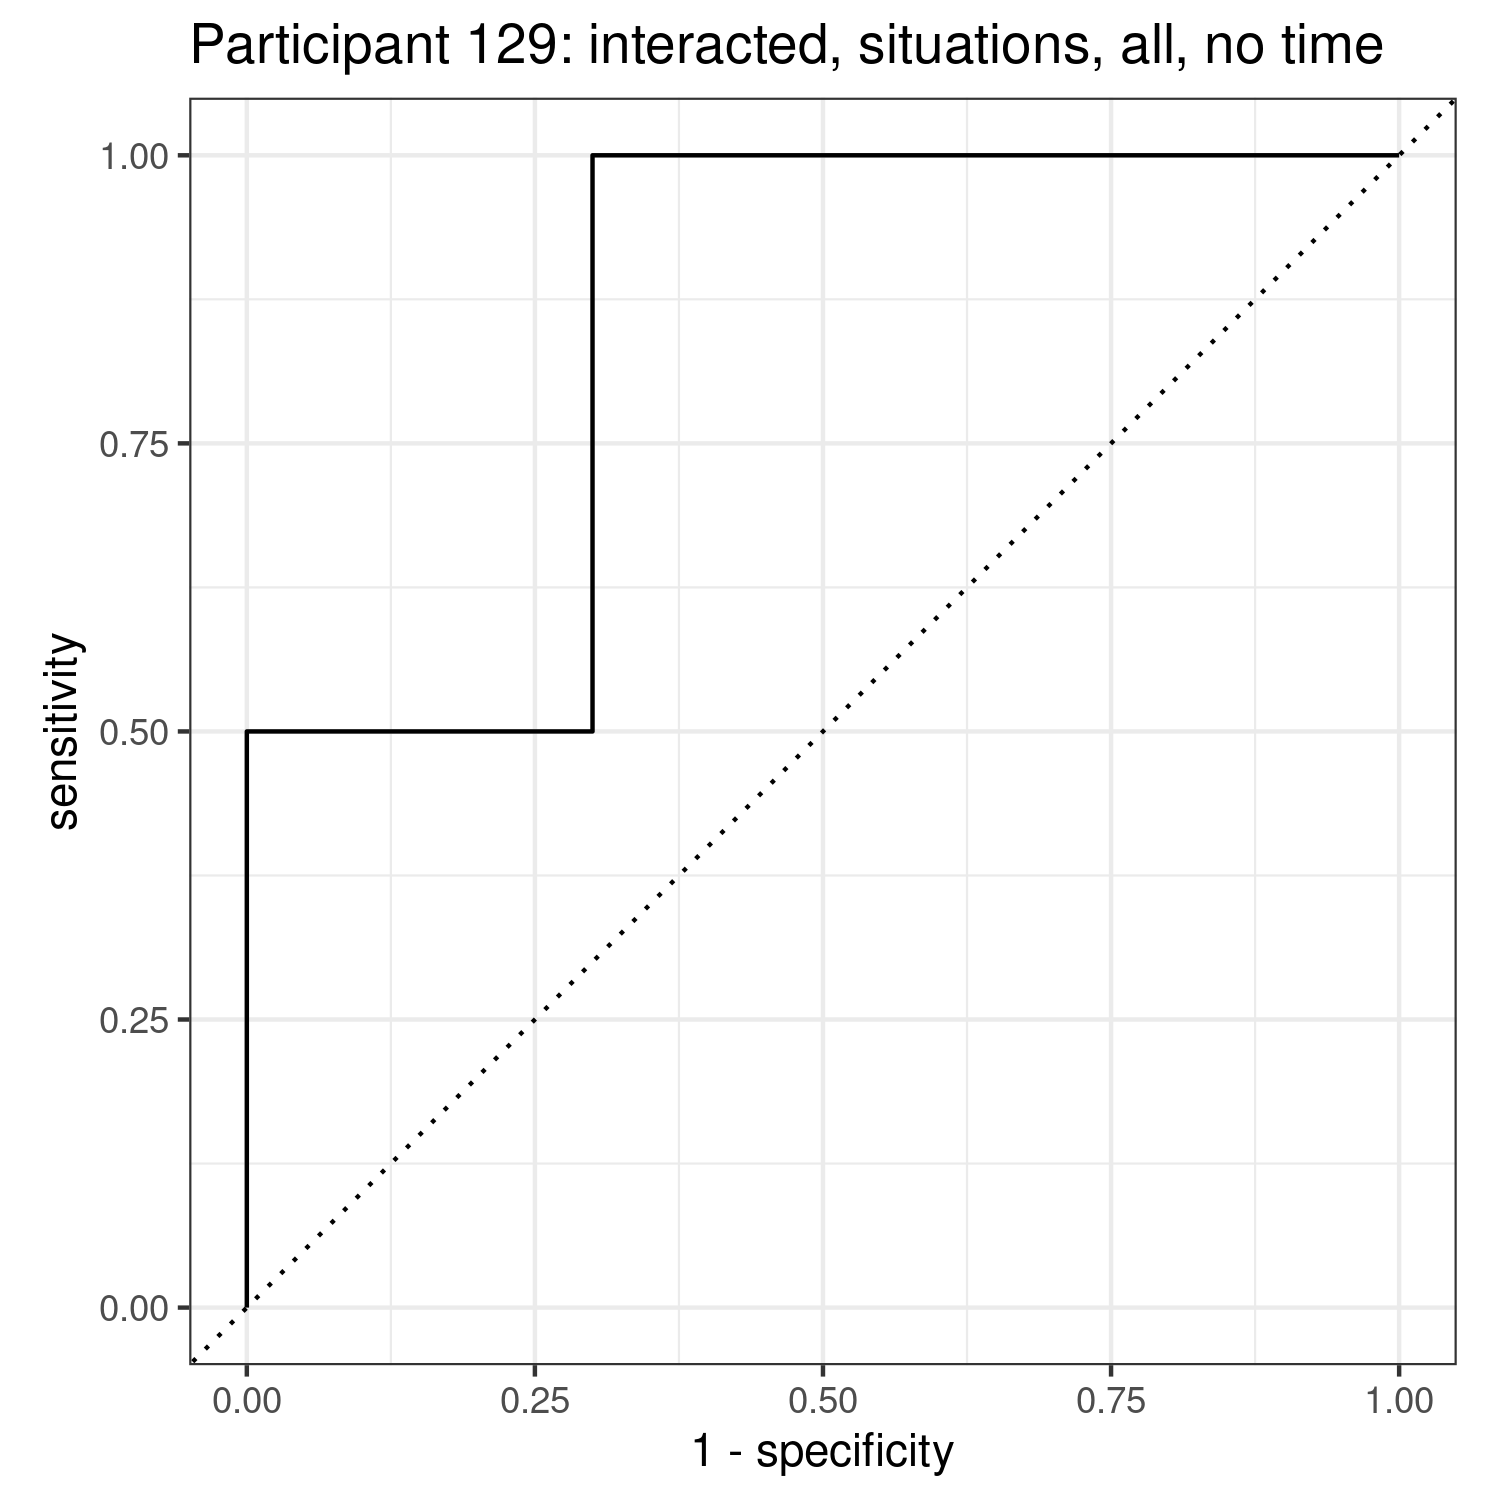 Participant 129: interacted, situations, all, no time
1.00
0.75
0.50
0.25
0.00
sensitivity
0.00 0.25 0.50 0.75 1.00
1 - specificity